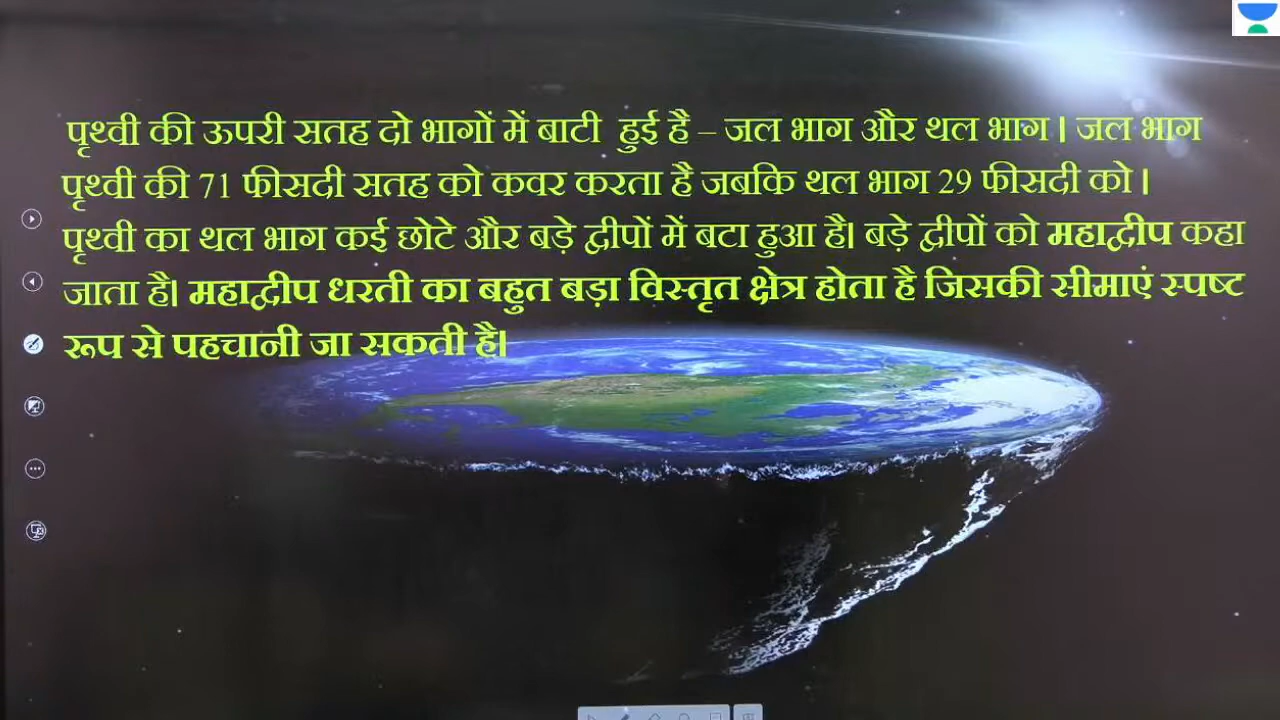 पृथ्वी की ऊपरी सतह दो भागों में बाटी हुई है – जल भाग और थल भाग । जल भाग
पृथ्वी की 71 फीसदी सतह को कवर करता है जबकि थल भाग 29 फीसदी को ।
पृथ्वी का थल भाग कई छोटे और बड़े द्वीपों में बटा हुआ है। बड़े द्वीपों को महाद्वीप कहा
जाता है। महाद्वीप धरती का बहुत बड़ा विस्तृत क्षेत्र होता है जिसकी सीमाएं स्पष्ट
रूप से पहचानी जा सकती है।